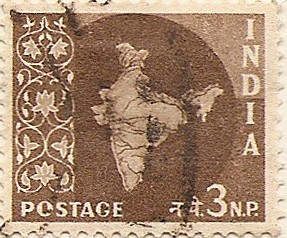 INDIA
POSTAGE न.पै. 3 N.P.